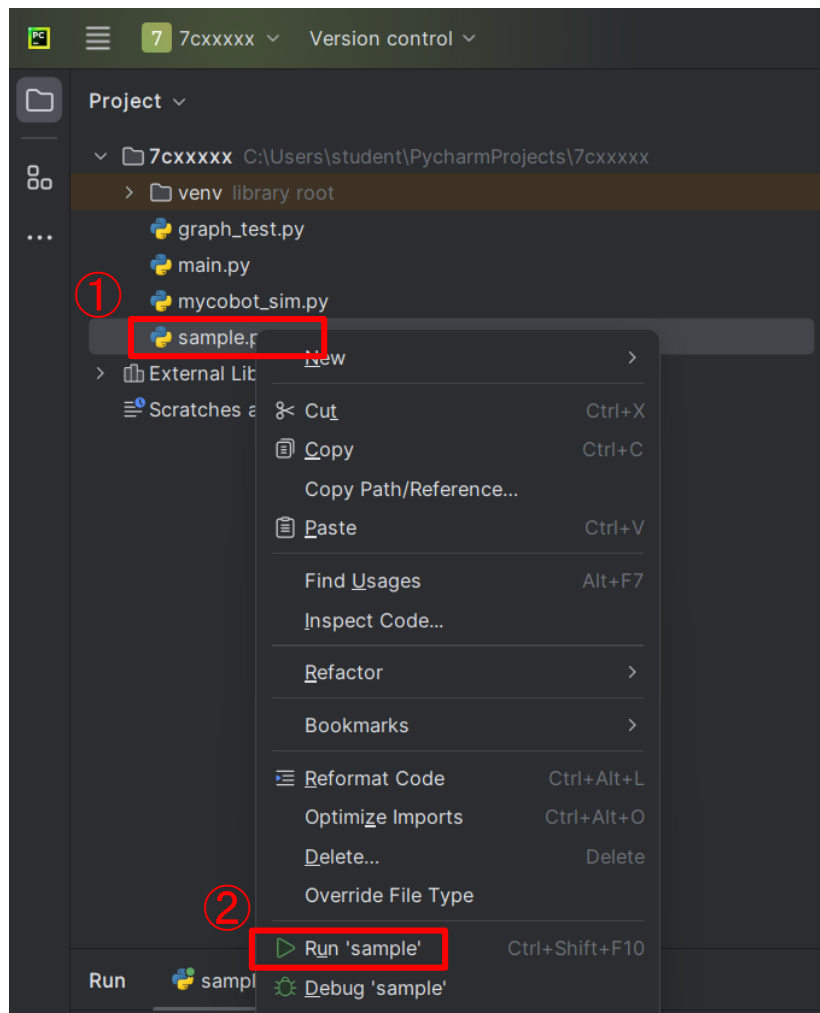 PC
7 7cxxxxx Version control
Project
7cxxxxx C:\Users\student\PycharmProjects\7cxxxxx
venv library root
graph_test.py
main.py
①
mycobot_sim.py
sample.p
New
External Lib
Scratches a
Cut Ctrl+X
Copy Ctrl+C
Copy Path/Reference...
Paste Ctrl+V
Find Usages Alt+F7
Inspect Code...
Refactor
Bookmarks
Reformat Code Ctrl+Alt+L
Optimize Imports Ctrl+Alt+O
Delete... Delete
Override File Type
②
Run 'sample' Ctrl+Shift+F10
Run sampl
Debug 'sample'